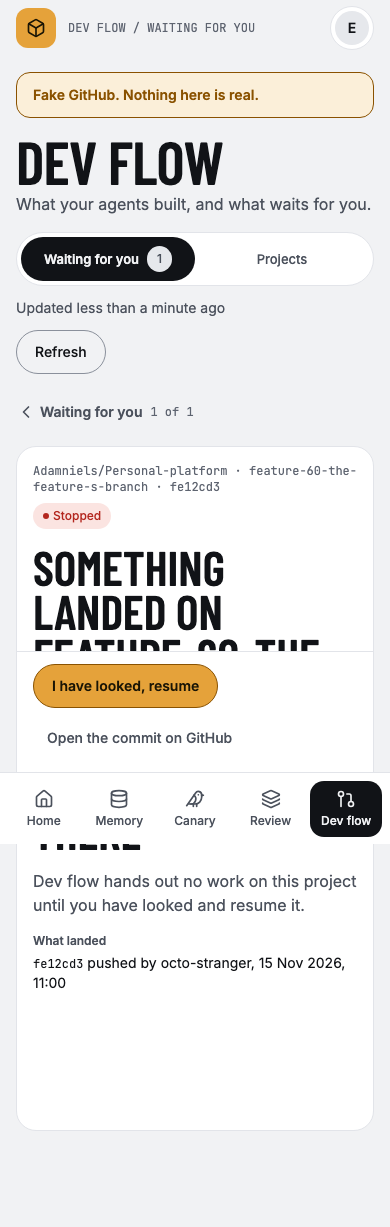 DEV FLOW / WAITING FOR YOU
E
Fake GitHub. Nothing here is real.
DEV FLOW
What your agents built, and what waits for you.
Waiting for you 1
Projects
Updated less than a minute ago
Refresh
Waiting for you 1 of 1
Adamniels/Personal-platform · feature-60-the-
feature-s-branch · fe12cd3
Stopped
SOMETHING
LANDED ON
FEATURE-60-THE-
I have looked, resume
Open the commit on GitHub
Home
Memory
Canary
Review
Dev flow
THERE
Dev flow hands out no work on this project
until you have looked and resume it.
What landed
fe12cd3 pushed by octo-stranger, 15 Nov 2026,
11:00